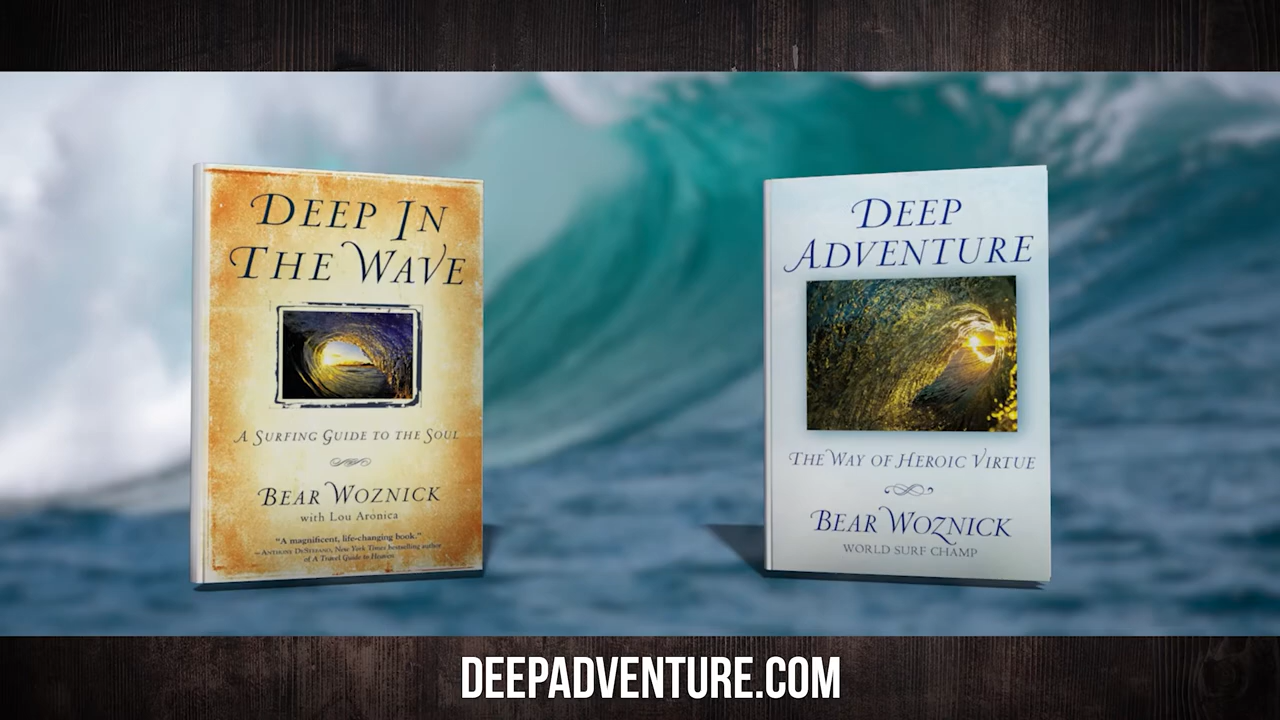 DEEP IN
THE WAVE
A SURFING GUIDE TO THE SOUL
BEAR WOZNICK
with Lou Aronica
"A magnificent, life-changing book."
— ANTHONY DESTEFANO, New York Times bestselling author
of A Travel Guide to Heaven
DEEP
ADVENTURE
THE WAY OF HEROIC VIRTUE
BEAR WOZNICK
WORLD SURF CHAMP
DEEPADVENTURE.COM